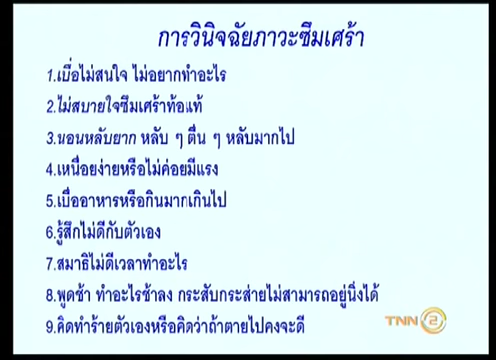 การวินิจฉัยภาวะซึมเศร้า
1.เบื่อไม่สนใจ ไม่อยากทำอะไร
2.ไม่สบายใจซึมเศร้าท้อแท้
3.นอนหลับยาก หลับ ๆ ตื่น ๆ หลับมากไป
4.เหนื่อยง่ายหรือไม่ค่อยมีแรง
5.เบื่ออาหารหรือกินมากเกินไป
6.รู้สึกไม่ดีกับตัวเอง
7.สมาธิไม่ดีเวลาทำอะไร
8.พูดช้า ทำอะไรช้าลง กระสับกระส่ายไม่สามารถอยู่นิ่งได้
9.คิดทำร้ายตัวเองหรือคิดว่าถ้าตายไปคงจะดี
TNN 2